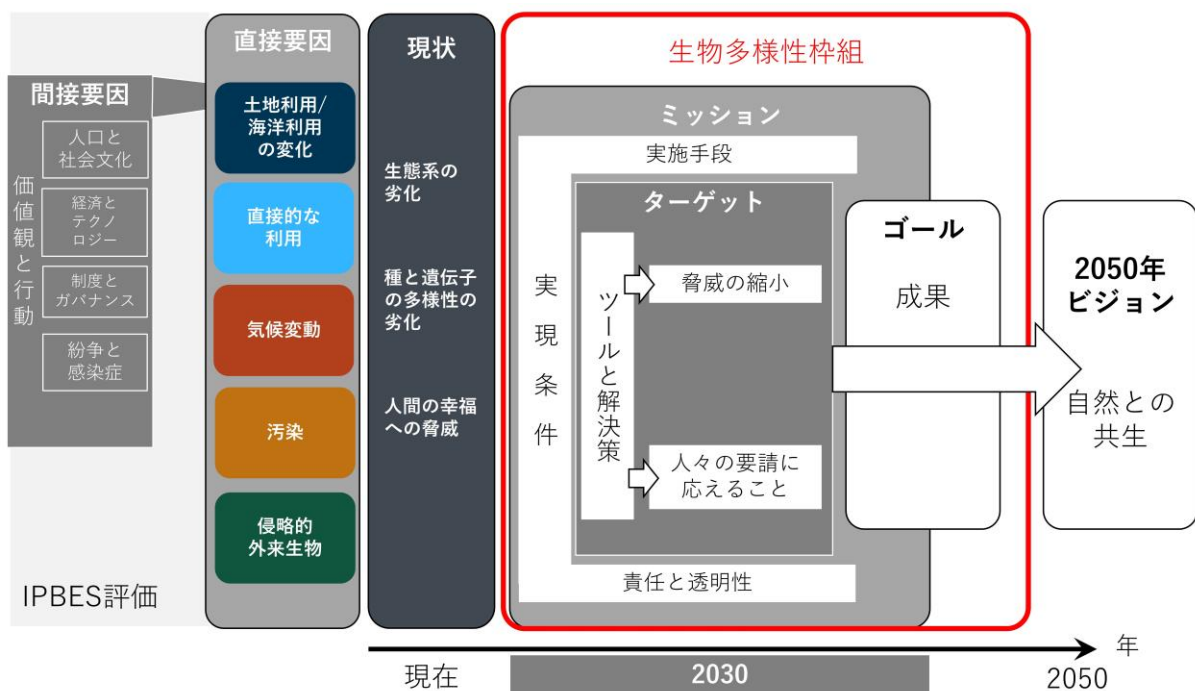 間接要因
価値観と行動
人口と
社会文化
経済と
テクノ
ロジー
制度と
ガバナンス
紛争と
感染症
IPBES評価
直接要因
土地利用/
海洋利用
の変化
直接的な
利用
気候変動
汚染
侵略的
外来生物
現状
生態系の
劣化
種と遺伝子
の多様性の
劣化
人間の幸福
への脅威
生物多様性枠組
ミッション
実施手段
実現条件
ターゲット
ツールと解決策
脅威の縮小
人々の要請に
応えること
責任と透明性
ゴール
成果
2050年
ビジョン
自然との
共生
年
現在
2030
2050